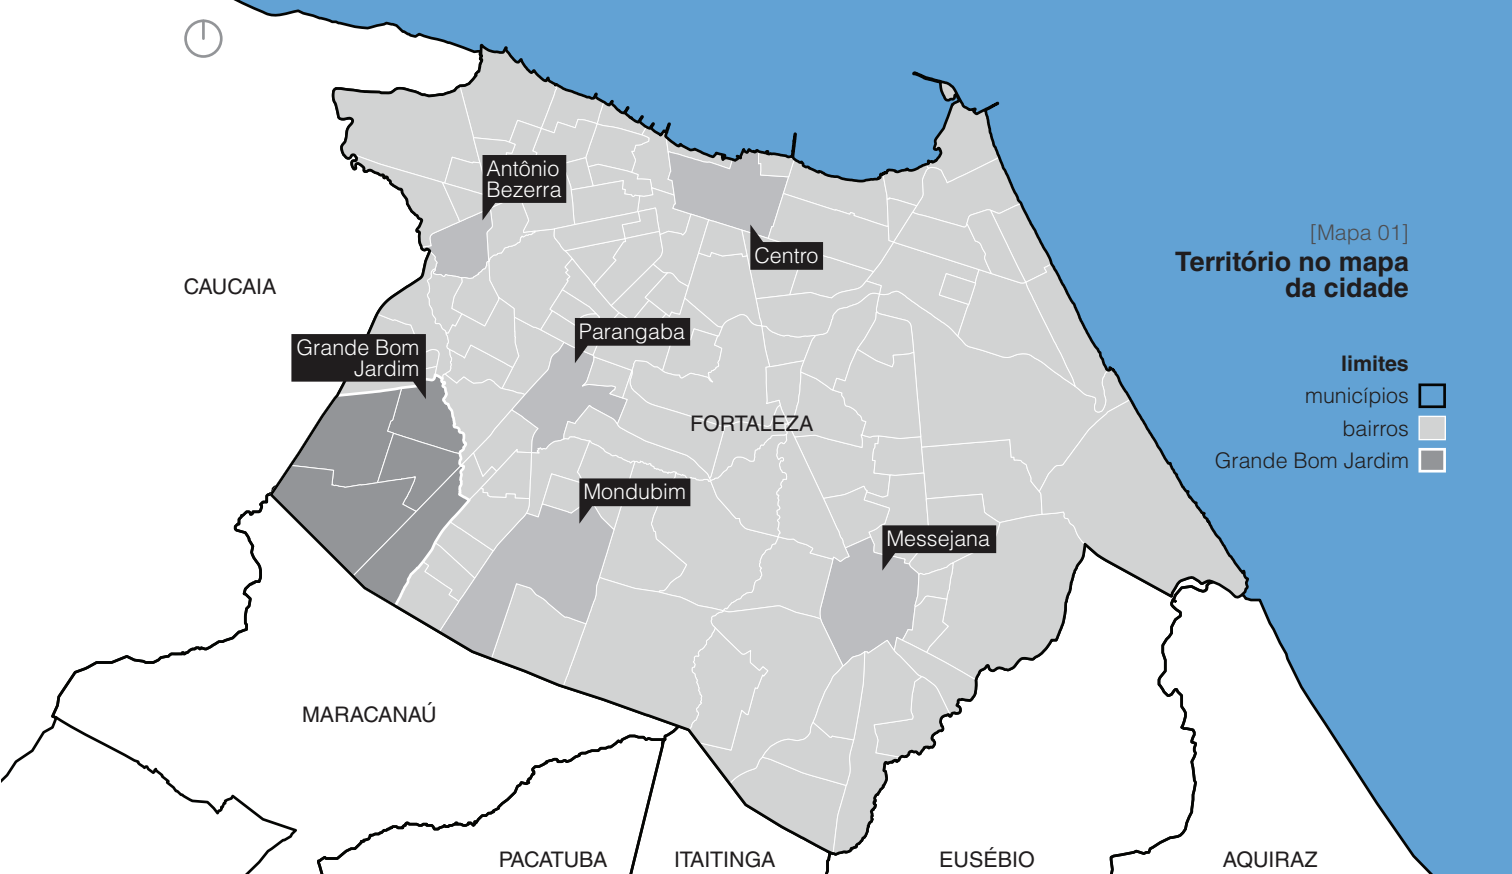 Antônio
Bezerra
Centro
[Mapa 01]
Território no mapa
da cidade
CAUCAIA
Parangaba
Grande Bom
Jardim
limites
municípios
bairros
Grande Bom Jardim
FORTALEZA
Mondubim
Messejana
MARACANAÚ
PACATUBA
ITAITINGA
EUSÉBIO
AQUIRAZ